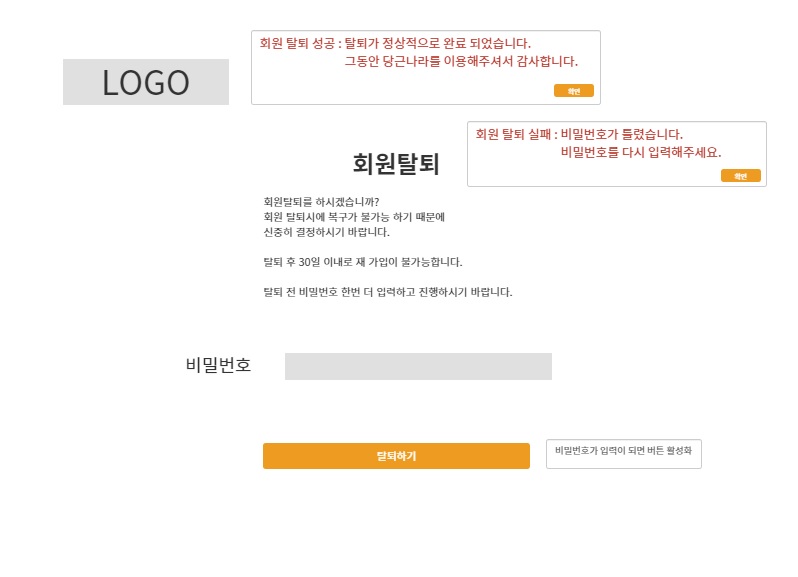 회원 탈퇴 성공 : 탈퇴가 정상적으로 완료 되었습니다.
그동안 당근나라를 이용해주셔서 감사합니다.
확인
LOGO
회원 탈퇴 실패 : 비밀번호가 틀렸습니다.
비밀번호를 다시 입력해주세요.
확인
회원탈퇴
회원탈퇴를 하시겠습니까?
회원 탈퇴시에 복구가 불가능 하기 때문에
신중히 결정하시기 바랍니다.
탈퇴 후 30일 이내로 재 가입이 불가능합니다.
탈퇴 전 비밀번호 한번 더 입력하고 진행하시기 바랍니다.
비밀번호
탈퇴하기
비밀번호가 입력이 되면 버튼 활성화